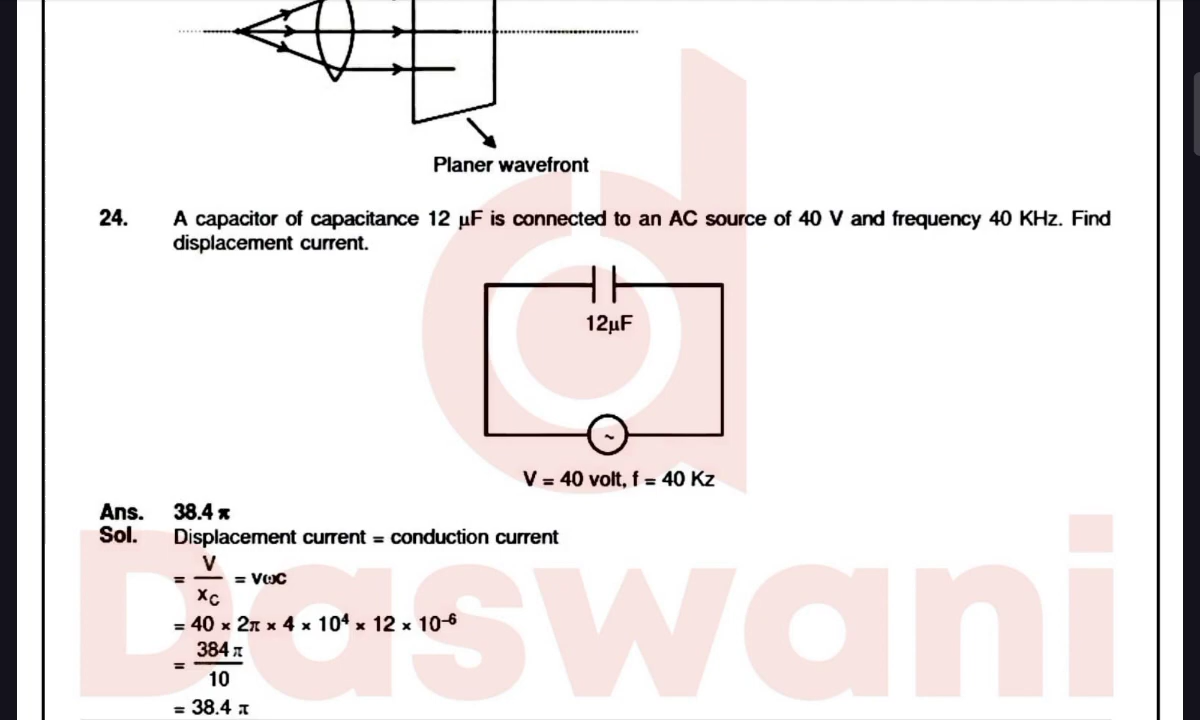 Planer wavefront
24. A capacitor of capacitance 12 μF is connected to an AC source of 40 V and frequency 40 KHz. Find
displacement current.
12μF
~
V = 40 volt, f = 40 Kz
Ans. 38.4 π
Sol. Displacement current = conduction current
= V/x_C = VωC
= 40 × 2π × 4 × 10⁴ × 12 × 10⁻⁶
= 384 π/10
= 38.4 π
d
Daswani